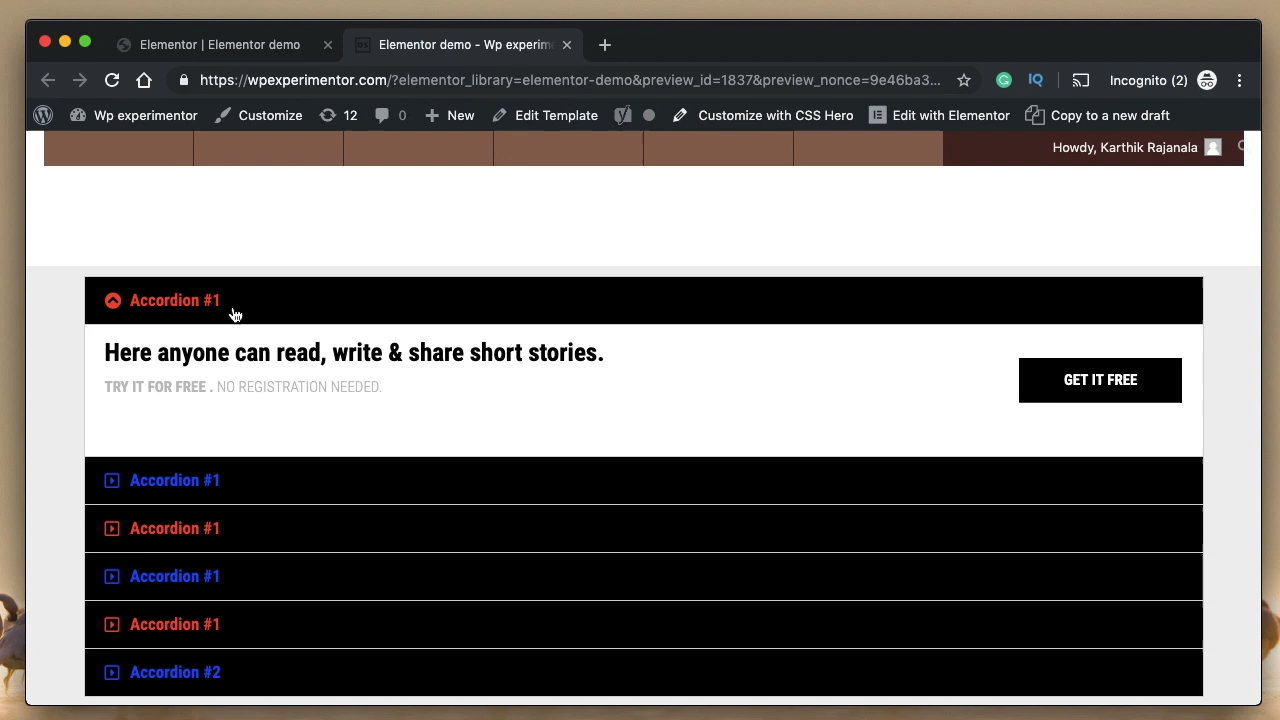 Elementor | Elementor demo
Elementor demo - Wp experim
https://wpexperimentor.com/?elementor_library=elementor-demo&preview_id=1837&preview_nonce=9e46ba3...
Incognito (2)
Wp experimentor
Customize
12
0
New
Edit Template
Customize with CSS Hero
Edit with Elementor
Copy to a new draft
Howdy, Karthik Rajanala
Accordion #1
Here anyone can read, write & share short stories.
TRY IT FOR FREE . NO REGISTRATION NEEDED.
GET IT FREE
Accordion #1
Accordion #1
Accordion #1
Accordion #1
Accordion #2